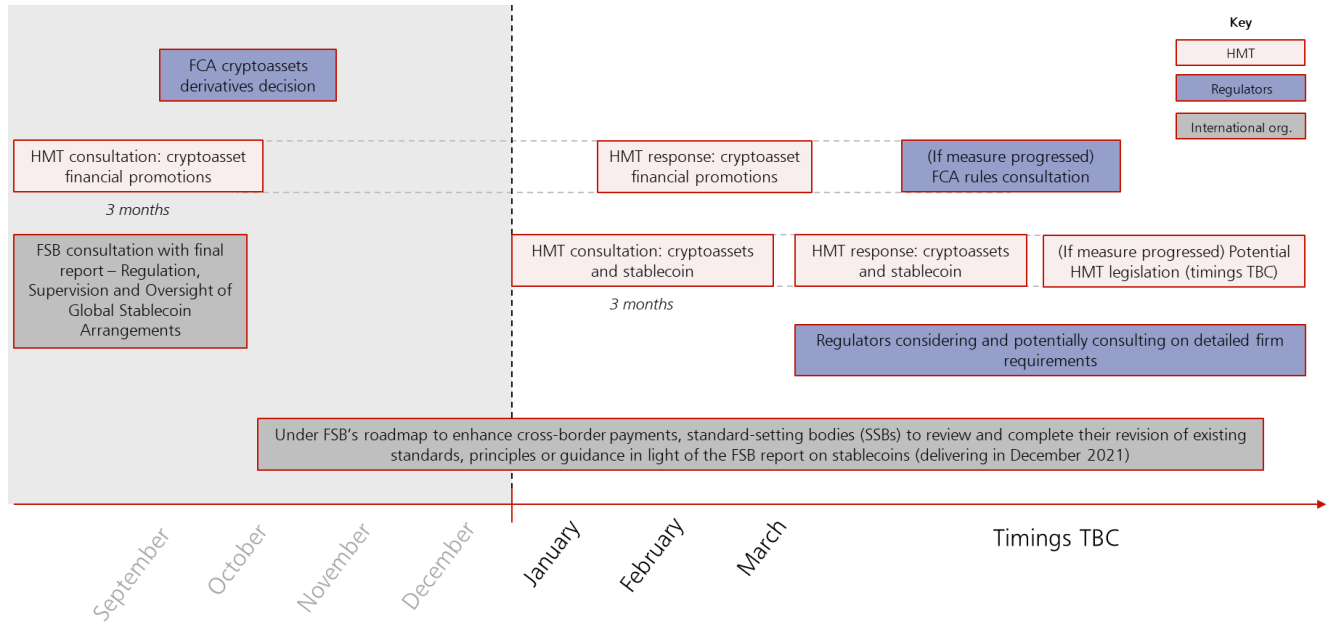 Key
HMT
Regulators
International org.
FCA cryptoassets
derivatives decision
HMT consultation: cryptoasset
financial promotions
3 months
HMT response: cryptoasset
financial promotions
(If measure progressed)
FCA rules consultation
FSB consultation with final
report – Regulation,
Supervision and Oversight of
Global Stablecoin
Arrangements
HMT consultation: cryptoassets
and stablecoin
3 months
HMT response: cryptoassets
and stablecoin
(If measure progressed) Potential
HMT legislation (timings TBC)
Regulators considering and potentially consulting on detailed firm
requirements
Under FSB's roadmap to enhance cross-border payments, standard-setting bodies (SSBs) to review and complete their revision of existing
standards, principles or guidance in light of the FSB report on stablecoins (delivering in December 2021)
September
October
November
December
January
February
March
Timings TBC